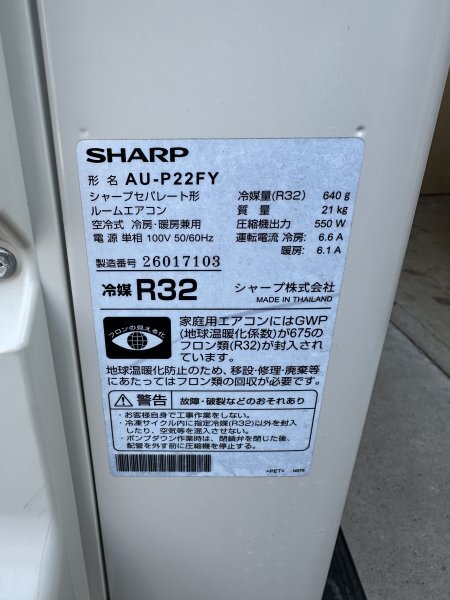 SHARP
形 名 AU-P22FY
シャープセパレート形
ルームエアコン
空冷式 冷房・暖房兼用
電 源 単相 100V 50/60Hz
冷媒量(R32) 640 g
質 量 21 kg
圧縮機出力 550 W
運転電流 冷房: 6.6 A
暖房: 6.1 A
製造番号 26017103
冷媒 R32
シャープ株式会社
MADE IN THAILAND
フロンの見える化
家庭用エアコンにはGWP
(地球温暖化係数)が675の
フロン類(R32)が封入され
ています。
地球温暖化防止のため、移設・修理・廃棄等
にあたってはフロン類の回収が必要です。
警告 故障・破裂などのおそれあり
・お客様自身で工事作業をしない。
・冷凍サイクル内に指定冷媒(R32)以外を封入
したり、空気等を混入させない。
・ポンプダウン作業時は、閉鎖弁を閉じた後、
配管を外す前に圧縮機を停止する。
>PET<